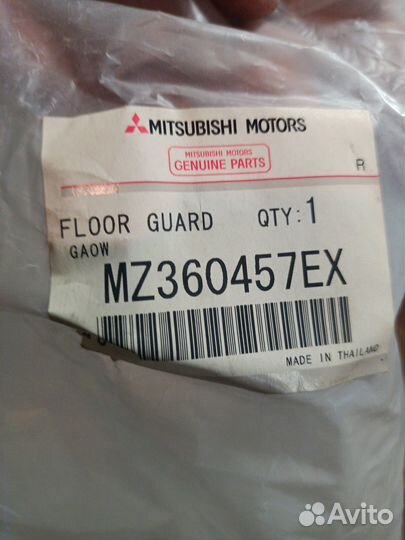 MITSUBISHI MOTORS
MITSUBISHI MOTORS
GENUINE PARTS
R
FLOOR GUARD QTY:1
GAOW
MZ360457EX
MADE IN THAILAND
Avito